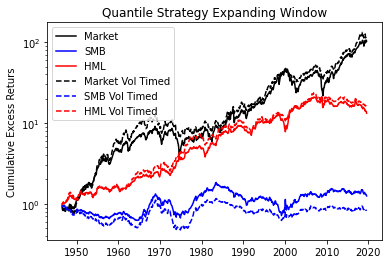 Quantile Strategy Expanding Window
Cumulative Excess Returs
10²
10¹
10⁰
Market
SMB
HML
Market Vol Timed
SMB Vol Timed
HML Vol Timed
1950 1960 1970 1980 1990 2000 2010 2020